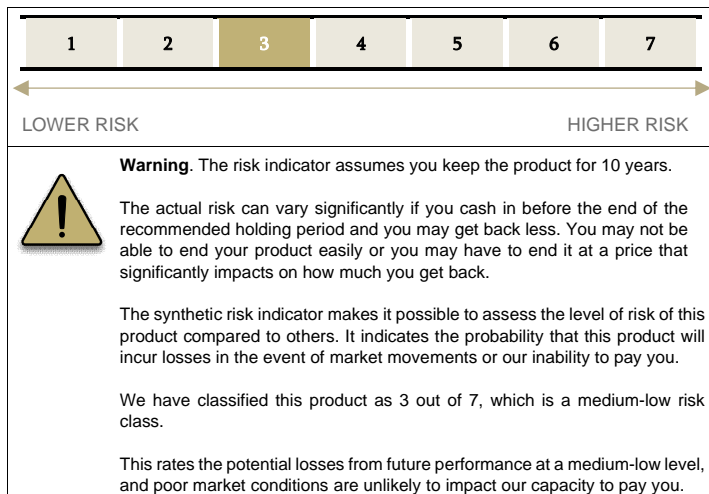 1 2 3 4 5 6 7
LOWER RISK HIGHER RISK
Warning. The risk indicator assumes you keep the product for 10 years.
The actual risk can vary significantly if you cash in before the end of the
recommended holding period and you may get back less. You may not be
able to end your product easily or you may have to end it at a price that
significantly impacts on how much you get back.
The synthetic risk indicator makes it possible to assess the level of risk of this
product compared to others. It indicates the probability that this product will
incur losses in the event of market movements or our inability to pay you.
We have classified this product as 3 out of 7, which is a medium-low risk
class.
This rates the potential losses from future performance at a medium-low level,
and poor market conditions are unlikely to impact our capacity to pay you.